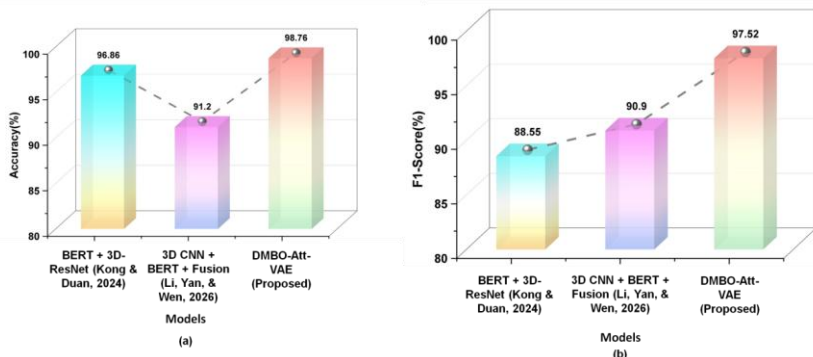 98.76
96.86
91.2
100
95
90
85
80
Accuracy(%)
BERT + 3D-
ResNet (Kong &
Duan, 2024)
3D CNN +
BERT + Fusion
(Li, Yan, &
Wen, 2026)
DMBO-Att-
VAE
(Proposed)
Models
(a)
97.52
90.9
88.55
100
95
90
85
80
F1-Score(%)
BERT + 3D-
ResNet (Kong &
Duan, 2024)
3D CNN + BERT +
Fusion (Li, Yan, &
Wen, 2026)
DMBO-Att-
VAE
(Proposed)
Models
(b)